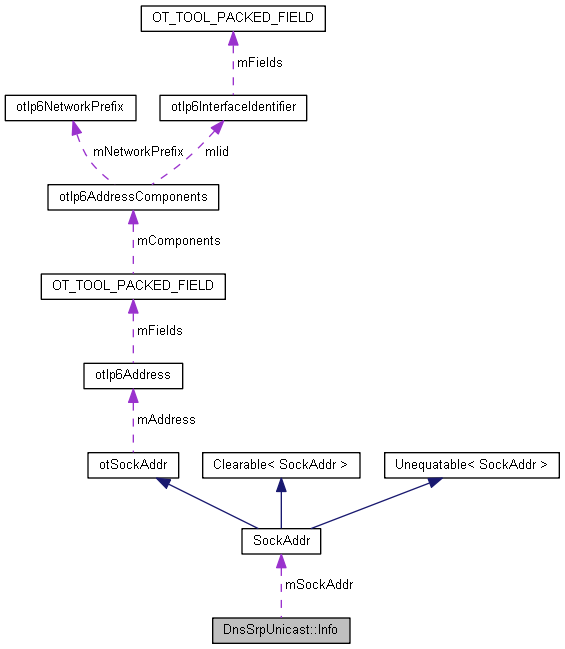 OT_TOOL_PACKED_FIELD
mFields
otIp6NetworkPrefix
otIp6InterfaceIdentifier
mNetworkPrefix
mIid
otIp6AddressComponents
mComponents
OT_TOOL_PACKED_FIELD
mFields
otIp6Address
mAddress
otSockAddr
Clearable< SockAddr >
Unequatable< SockAddr >
SockAddr
mSockAddr
DnsSrpUnicast::Info